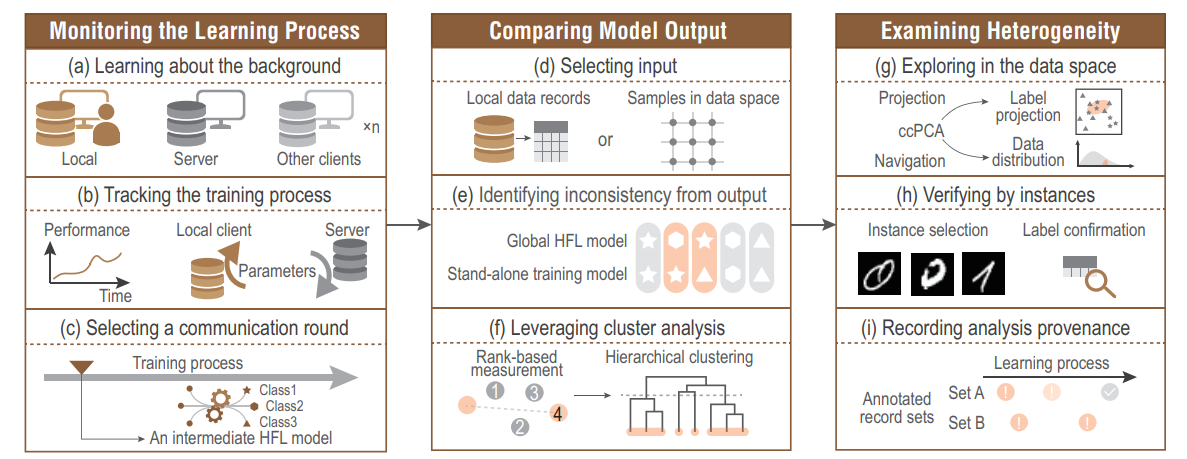 Monitoring the Learning Process
(a) Learning about the background
Local
Server
Other clients
×n
(b) Tracking the training process
Performance
Time
Local client
Parameters
Server
(c) Selecting a communication round
Training process
Class1
Class2
Class3
An intermediate HFL model
Comparing Model Output
(d) Selecting input
Local data records
or
Samples in data space
(e) Identifying inconsistency from output
Global HFL model
Stand-alone training model
(f) Leveraging cluster analysis
Rank-based
measurement
1
3
4
2
Hierarchical clustering
Examining Heterogeneity
(g) Exploring in the data space
Projection
ccPCA
Navigation
Label
projection
Data
distribution
(h) Verifying by instances
Instance selection
0
0
1
Label confirmation
(i) Recording analysis provenance
Learning process
Annotated
record sets
Set A
! ! 
Set B
! !